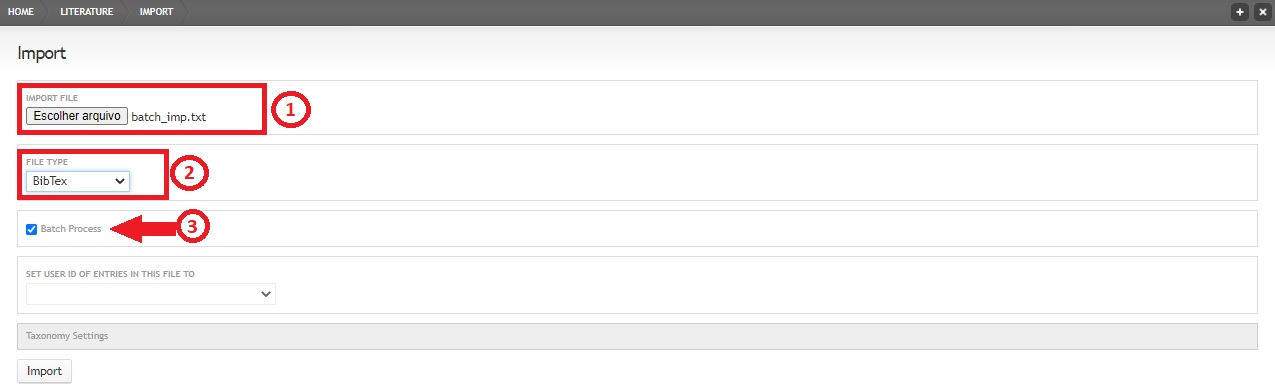 HOME LITERATURE IMPORT
Import
IMPORT FILE
Escolher arquivo batch_imp.txt
1
FILE TYPE
BibTex
2
Batch Process
3
SET USER ID OF ENTRIES IN THIS FILE TO
Taxonomy Settings
Import